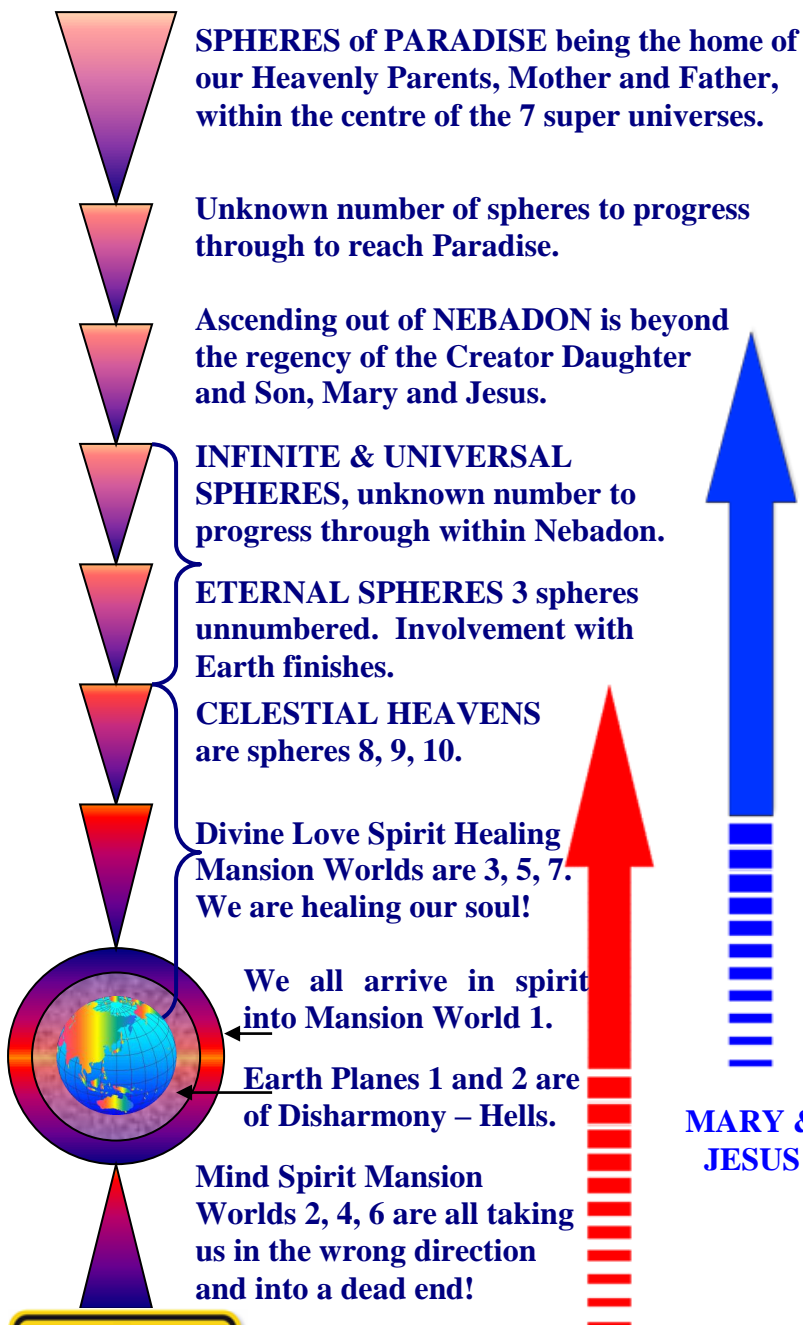 SPHERES of PARADISE being the home of
our Heavenly Parents, Mother and Father,
within the centre of the 7 super universes.
Unknown number of spheres to progress
through to reach Paradise.
Ascending out of NEBADON is beyond
the regency of the Creator Daughter
and Son, Mary and Jesus.
INFINITE & UNIVERSAL
SPHERES, unknown number to
progress through within Nebadon.
ETERNAL SPHERES 3 spheres
unnumbered. Involvement with
Earth finishes.
CELESTIAL HEAVENS
are spheres 8, 9, 10.
Divine Love Spirit Healing
Mansion Worlds are 3, 5, 7.
We are healing our soul!
We all arrive in spirit
into Mansion World 1.
Earth Planes 1 and 2 are
of Disharmony – Hells.
MARY &
JESUS
Mind Spirit Mansion
Worlds 2, 4, 6 are all taking
us in the wrong direction
and into a dead end!